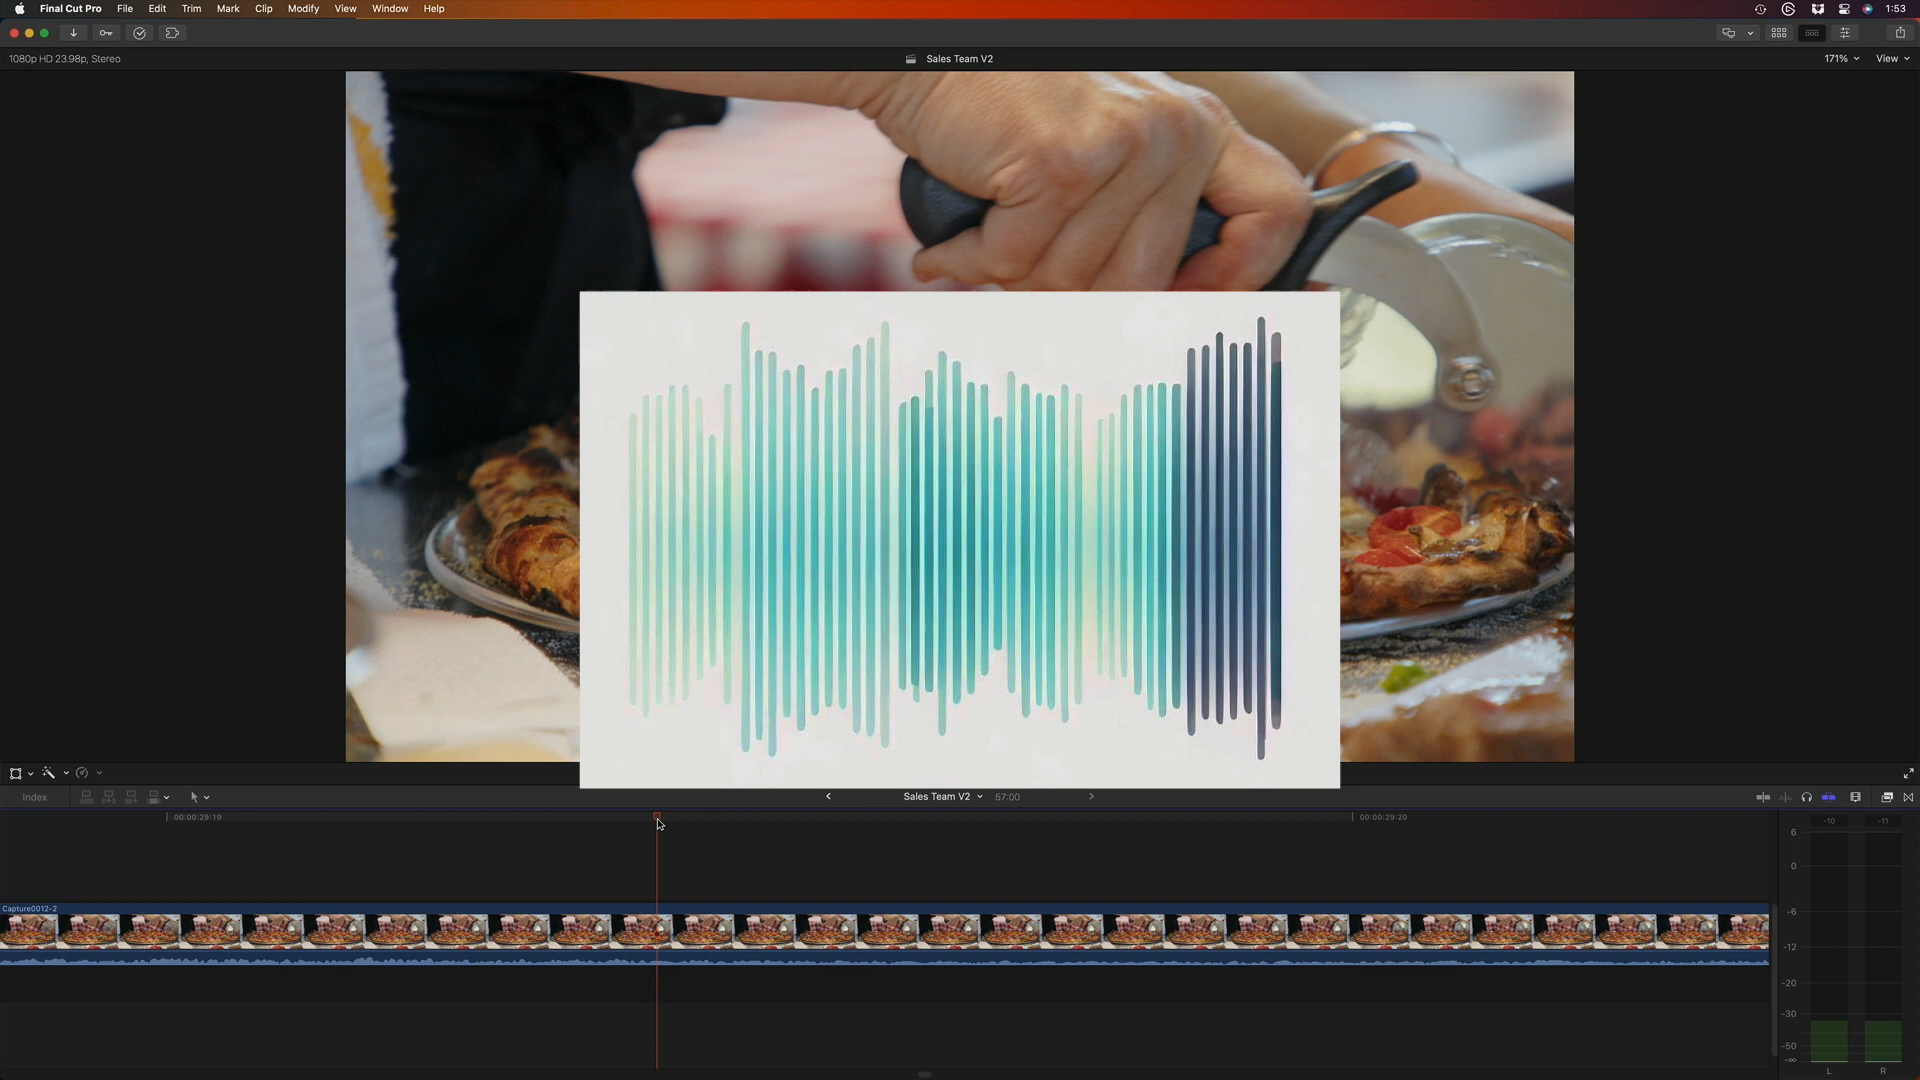 Final Cut Pro File Edit Trim Mark Clip Modify View Window Help 1:53
1080p HD 23.98p, Stereo Sales Team V2 171% View
Index Sales Team V2 57:00
00:00:29:19 00:00:29:20
-10 -11
6
0
Capture0012-2
-6
-12
-20
-30
-50
-∞
L R